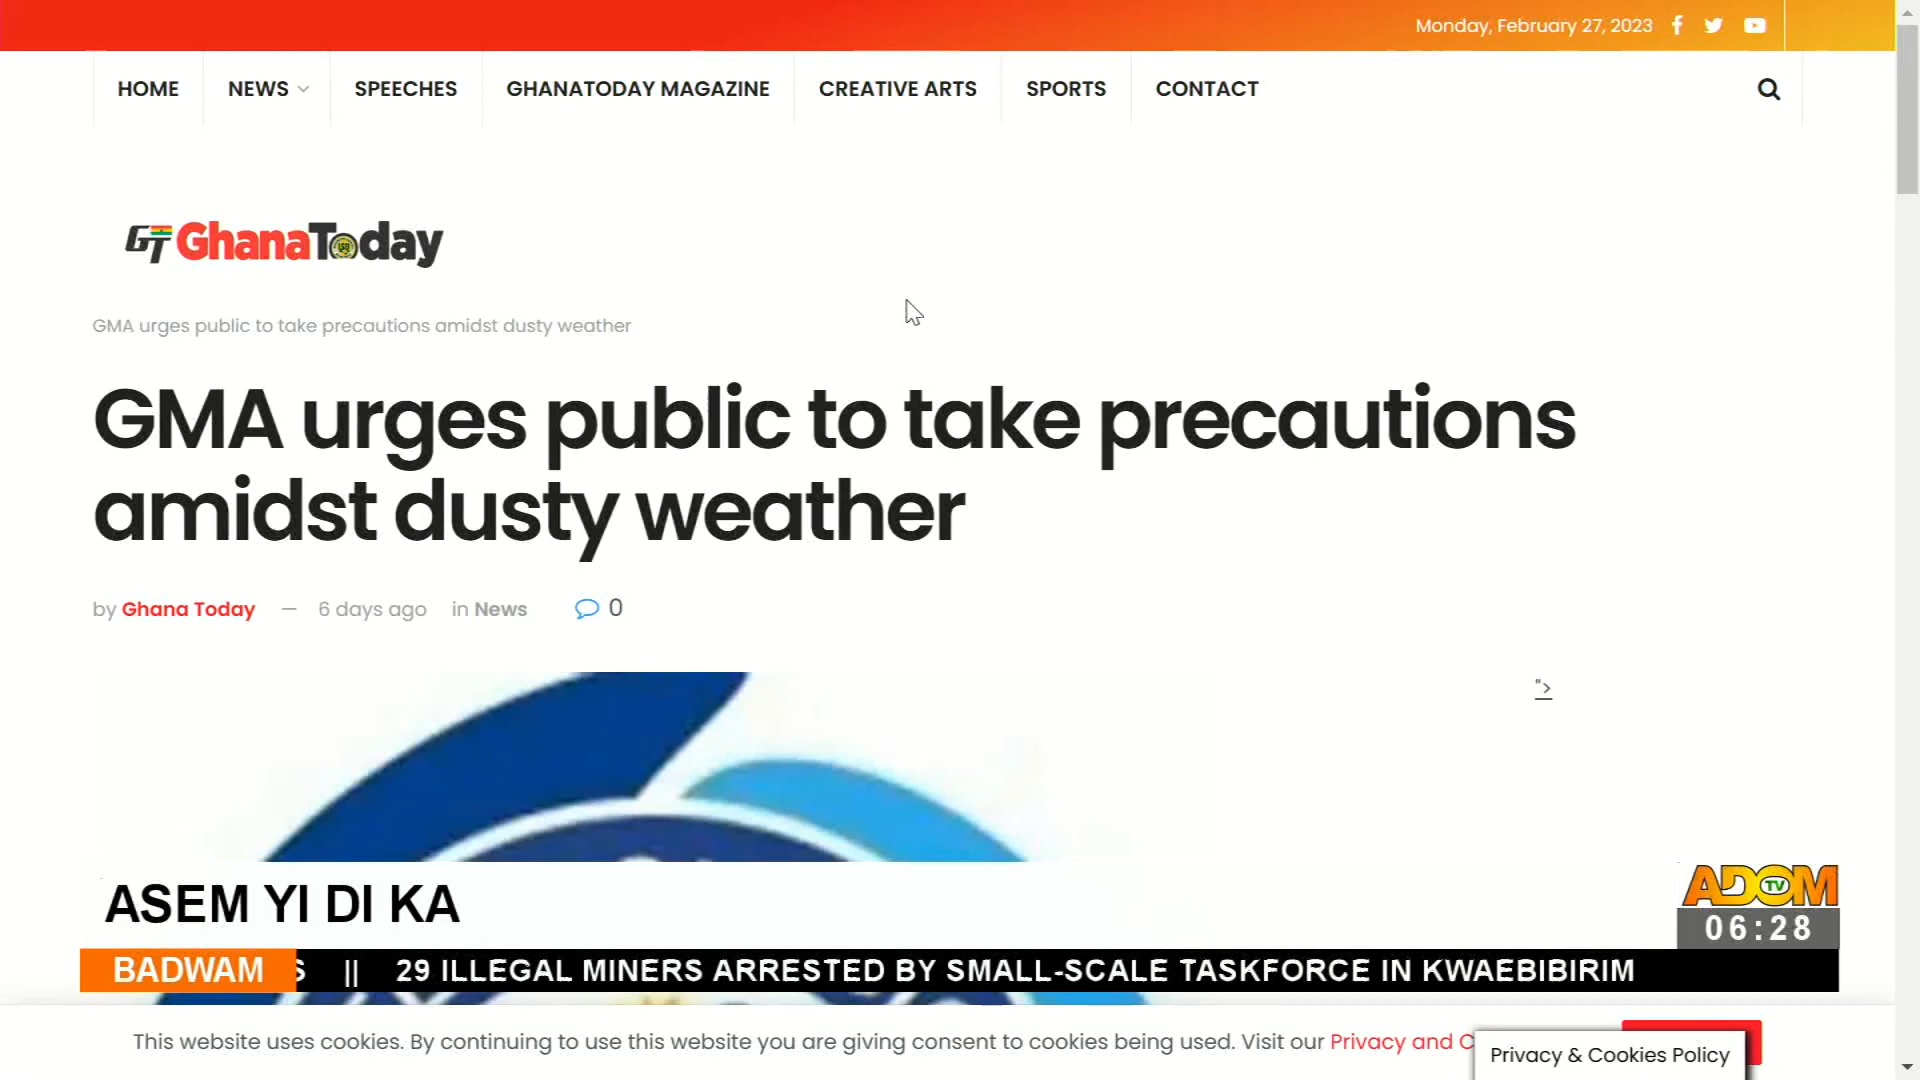 Monday, February 27, 2023
HOME NEWS SPEECHES GHANATODAY MAGAZINE CREATIVE ARTS SPORTS CONTACT
GT GhanaToday
GMA urges public to take precautions amidst dusty weather
GMA urges public to take precautions
amidst dusty weather
by Ghana Today — 6 days ago in News 0
">
ASEM YI DI KA
ADOM TV
06:28
BADWAM S || 29 ILLEGAL MINERS ARRESTED BY SMALL-SCALE TASKFORCE IN KWAEBIBIRIM
This website uses cookies. By continuing to use this website you are giving consent to cookies being used. Visit our Privacy and C
Privacy & Cookies Policy